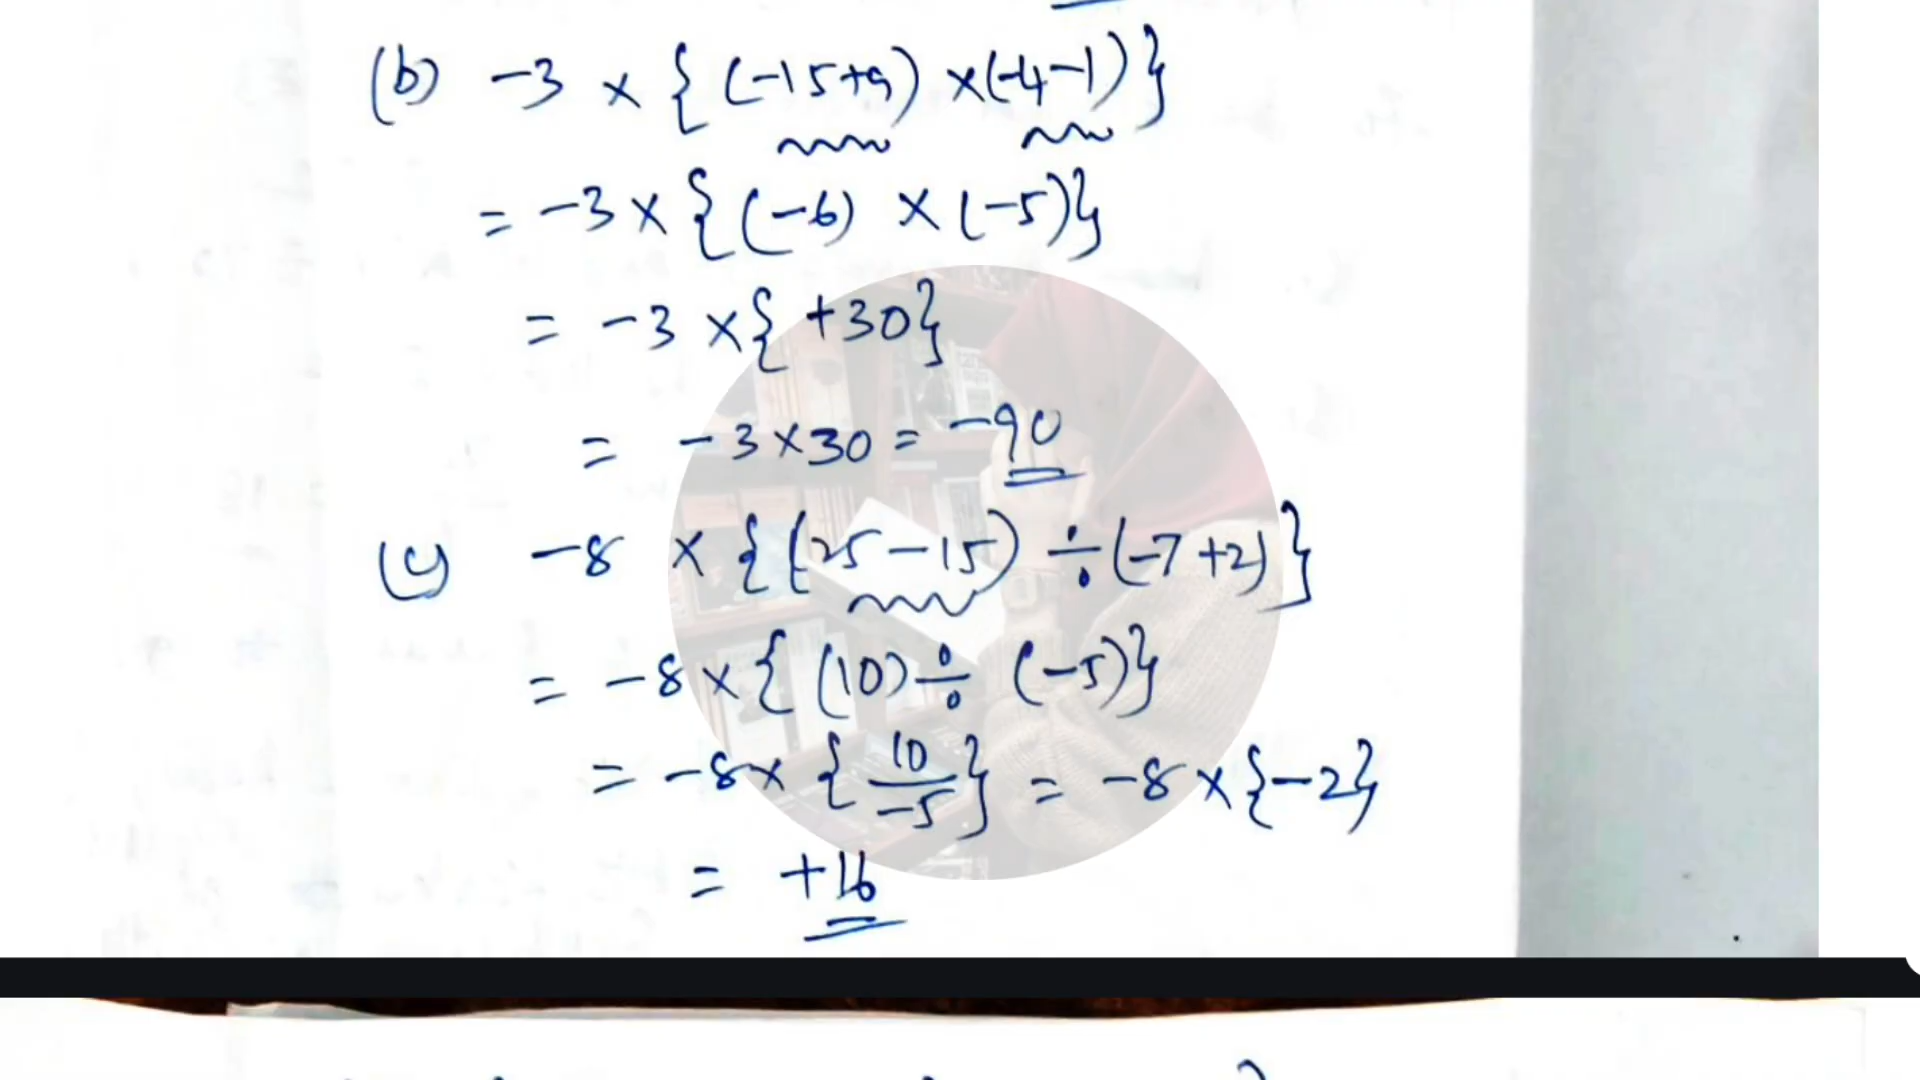 (b) -3 × {(-15+9) ×(-4-1)}
= -3 × {(-6) × (-5)}
= -3 ×{ +30}
= -3 × 30 = -90
(c) -8 × {(25-15) ÷ (-7+2)}
= -8 × { (10) ÷ (-5)}
= -8 × { 10/-5 } = -8 × {-2}
= +16